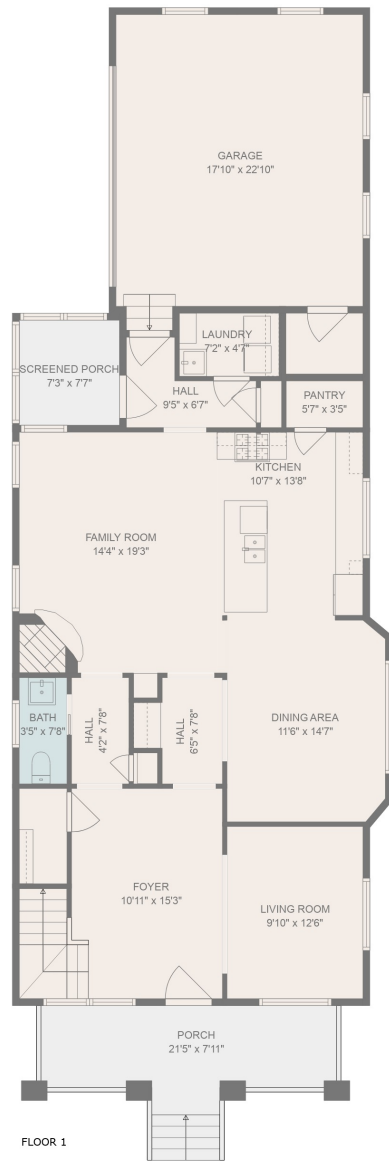 GARAGE
17'10" x 22'10"
LAUNDRY
7'2" x 4'7"
SCREENED PORCH
7'3" x 7'7"
HALL
9'5" x 6'7"
PANTRY
5'7" x 3'5"
KITCHEN
10'7" x 13'8"
FAMILY ROOM
14'4" x 19'3"
BATH
3'5" x 7'8"
HALL
4'2" x 7'8"
HALL
6'5" x 7'8"
DINING AREA
11'6" x 14'7"
FOYER
10'11" x 15'3"
LIVING ROOM
9'10" x 12'6"
PORCH
21'5" x 7'11"
FLOOR 1